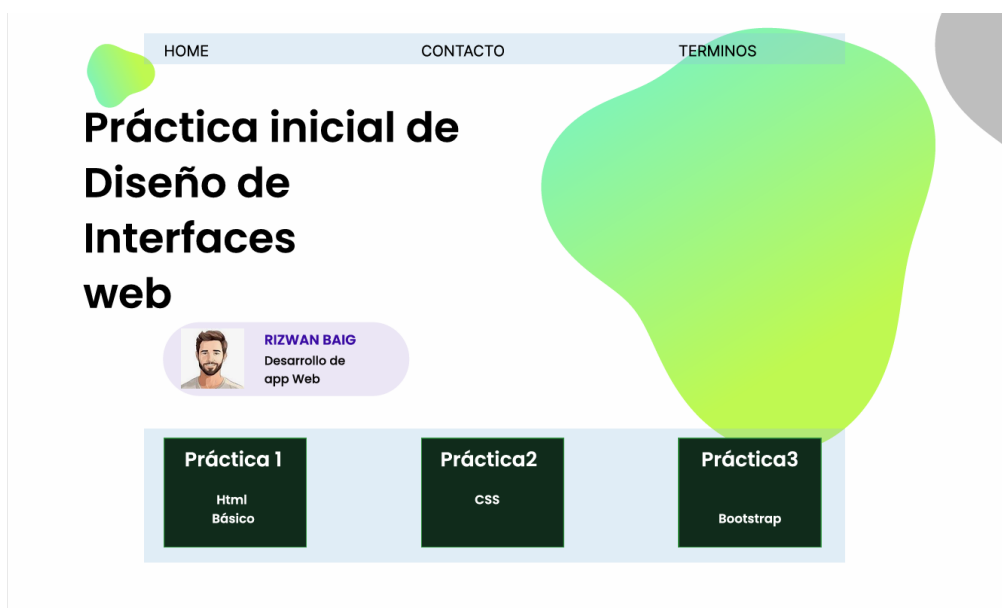 HOME
CONTACTO
TERMINOS
Práctica inicial de
Diseño de
Interfaces
web
RIZWAN BAIG
Desarrollo de
app Web
Práctica 1
Html
Básico
Práctica2
CSS
Práctica3
Bootstrap